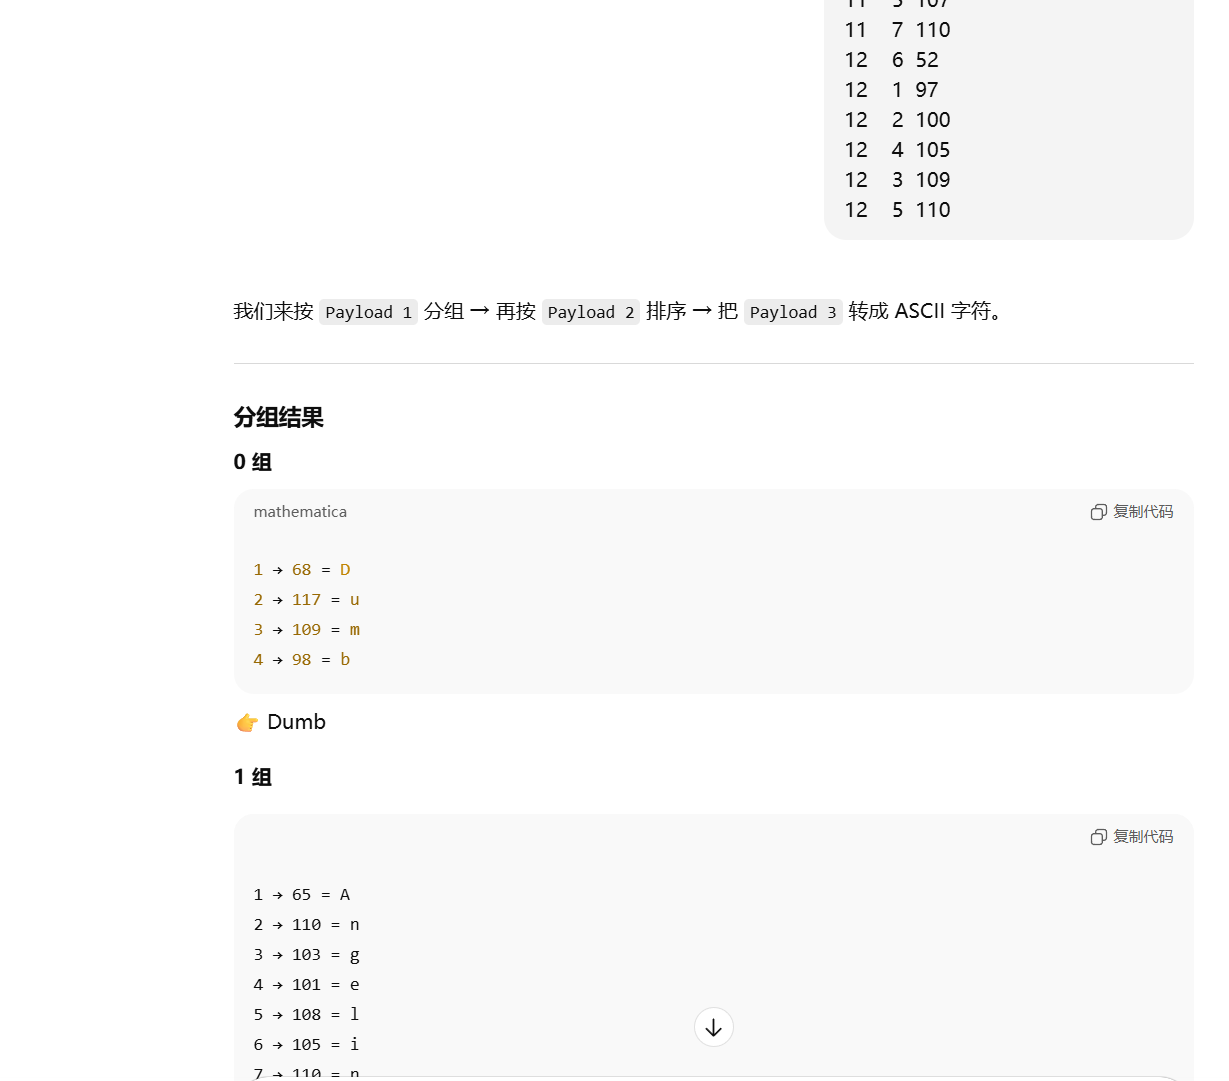 11 5 107
11 7 110
12 6 52
12 1 97
12 2 100
12 4 105
12 3 109
12 5 110
我们来按 Payload 1 分组 → 再按 Payload 2 排序 → 把 Payload 3 转成 ASCII 字符。
分组结果
0 组
mathematica
复制代码
1 → 68 = D
2 → 117 = u
3 → 109 = m
4 → 98 = b
👉 Dumb
1 组
复制代码
1 → 65 = A
2 → 110 = n
3 → 103 = g
4 → 101 = e
5 → 108 = l
6 → 105 = i
7 → 110 = n